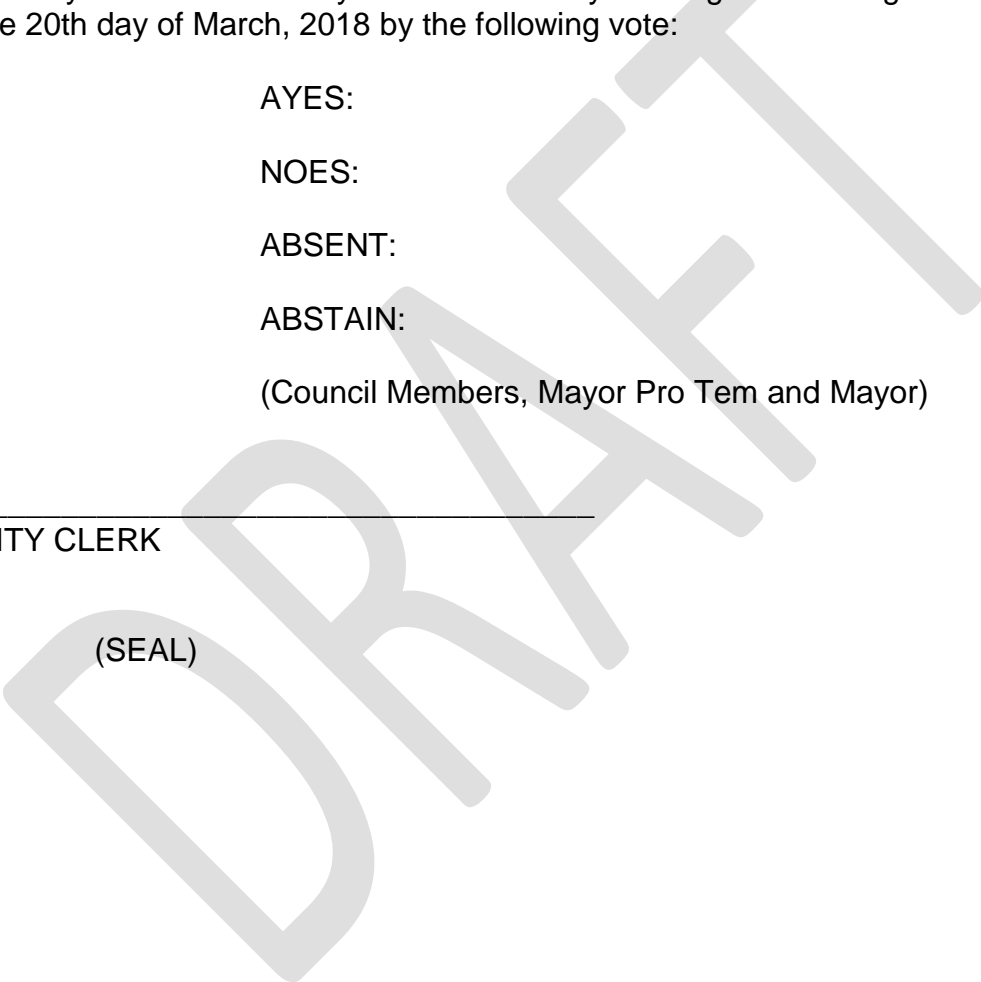 e 20th day of March, 2018 by the following vote:
AYES:
NOES:
ABSENT:
ABSTAIN:
(Council Members, Mayor Pro Tem and Mayor)
ITY CLERK
(SEAL)
DRAFT